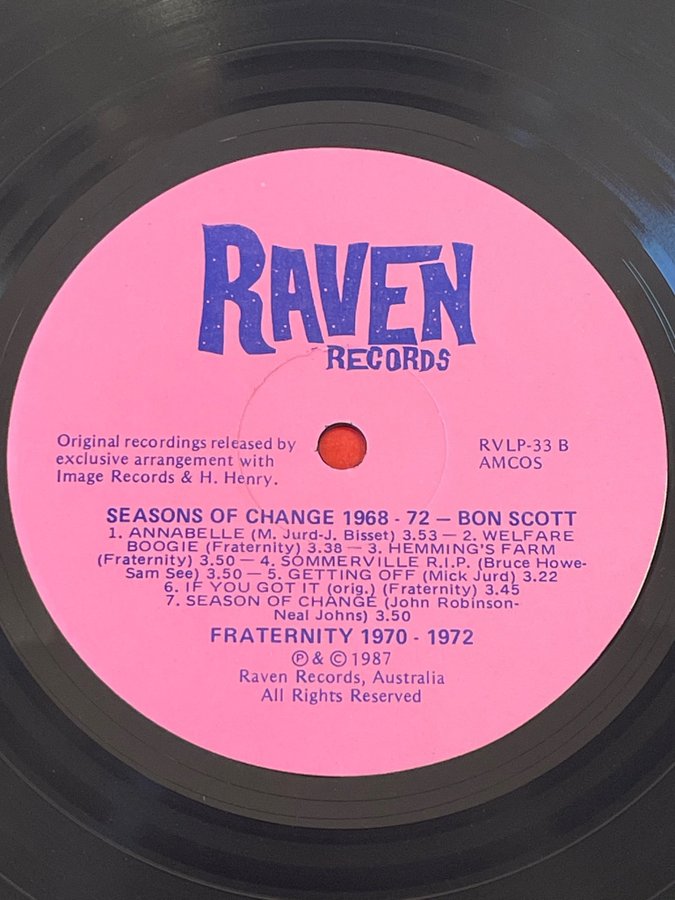 RAVEN
RECORDS
Original recordings released by
exclusive arrangement with
Image Records & H. Henry.
RVLP-33 B
AMCOS
SEASONS OF CHANGE 1968 - 72 — BON SCOTT
1. ANNABELLE (M. Jurd-J. Bisset) 3.53 — 2. WELFARE
BOOGIE (Fraternity) 3.38 — 3. HEMMING'S FARM
(Fraternity) 3.50 — 4. SOMMERVILLE R.I.P. (Bruce Howe-
Sam See) 3.50 — 5. GETTING OFF (Mick Jurd) 3.22
6. IF YOU GOT IT (orig.) (Fraternity) 3.45
7. SEASON OF CHANGE (John Robinson-
Neal Johns) 3.50
FRATERNITY 1970 - 1972
Ⓟ & © 1987
Raven Records, Australia
All Rights Reserved